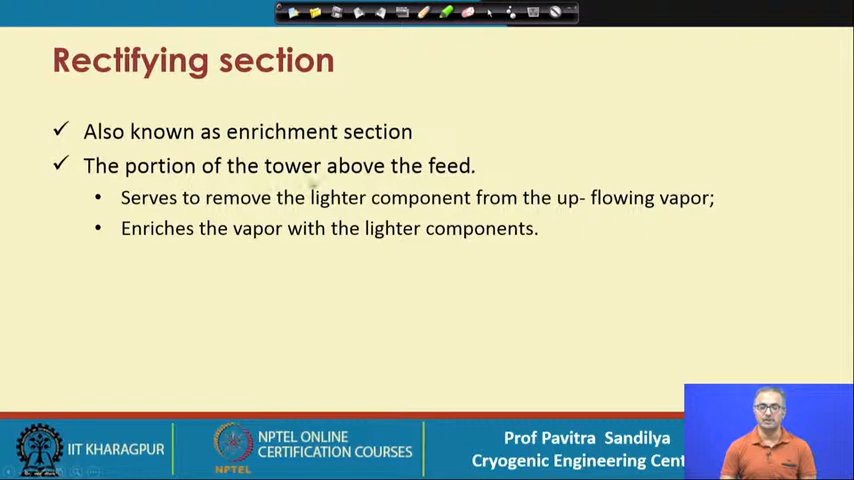 Rectifying section
✓ Also known as enrichment section
✓ The portion of the tower above the feed.
• Serves to remove the lighter component from the up- flowing vapor;
• Enriches the vapor with the lighter components.
IIT KHARAGPUR
NPTEL
NPTEL ONLINE
CERTIFICATION COURSES
Prof Pavitra Sandilya
Cryogenic Engineering Cent